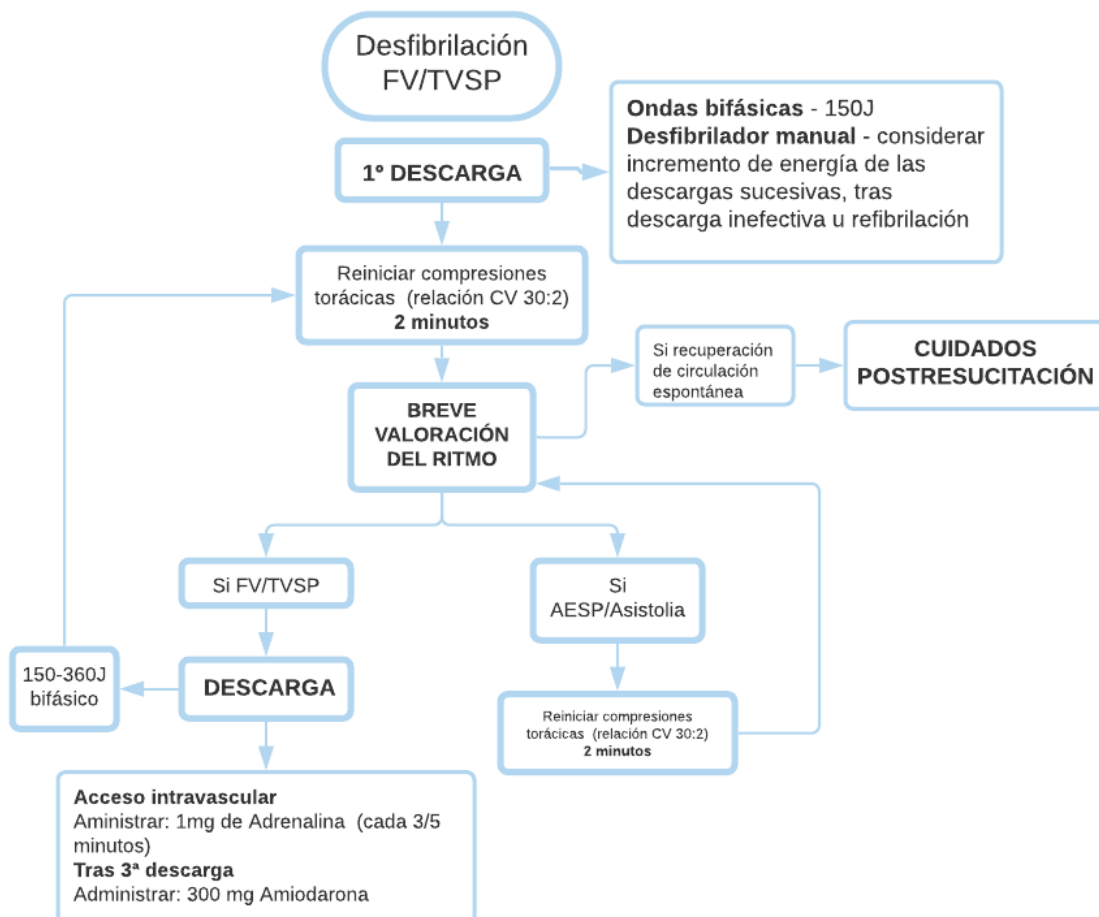 Desfibrilación
FV/TVSP
Ondas bifásicas - 150J
Desfibrilador manual - considerar
incremento de energía de las
descargas sucesivas, tras
descarga inefectiva u refibrilación
1º DESCARGA
Reiniciar compresiones
torácicas (relación CV 30:2)
2 minutos
Si recuperación
de circulación
espontánea
CUIDADOS
POSTRESUCITACIÓN
BREVE
VALORACIÓN
DEL RITMO
Si FV/TVSP
Si
AESP/Asistolia
150-360J
bifásico
DESCARGA
Reiniciar compresiones
torácicas (relación CV 30:2)
2 minutos
Acceso intravascular
Aministrar: 1mg de Adrenalina (cada 3/5
minutos)
Tras 3ª descarga
Administrar: 300 mg Amiodarona